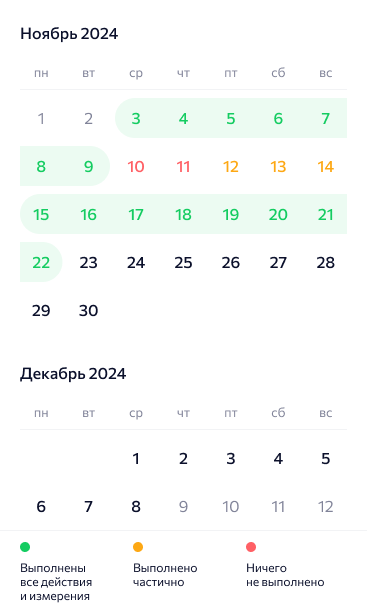 Ноябрь 2024
пн вт ср чт пт сб вс
1 2 3 4 5 6 7
8 9 10 11 12 13 14
15 16 17 18 19 20 21
22 23 24 25 26 27 28
29 30
Декабрь 2024
пн вт ср чт пт сб вс
1 2 3 4 5
6 7 8 9 10 11 12
Выполнены
все действия
и измерения
Выполнено
частично
Ничего
не выполнено